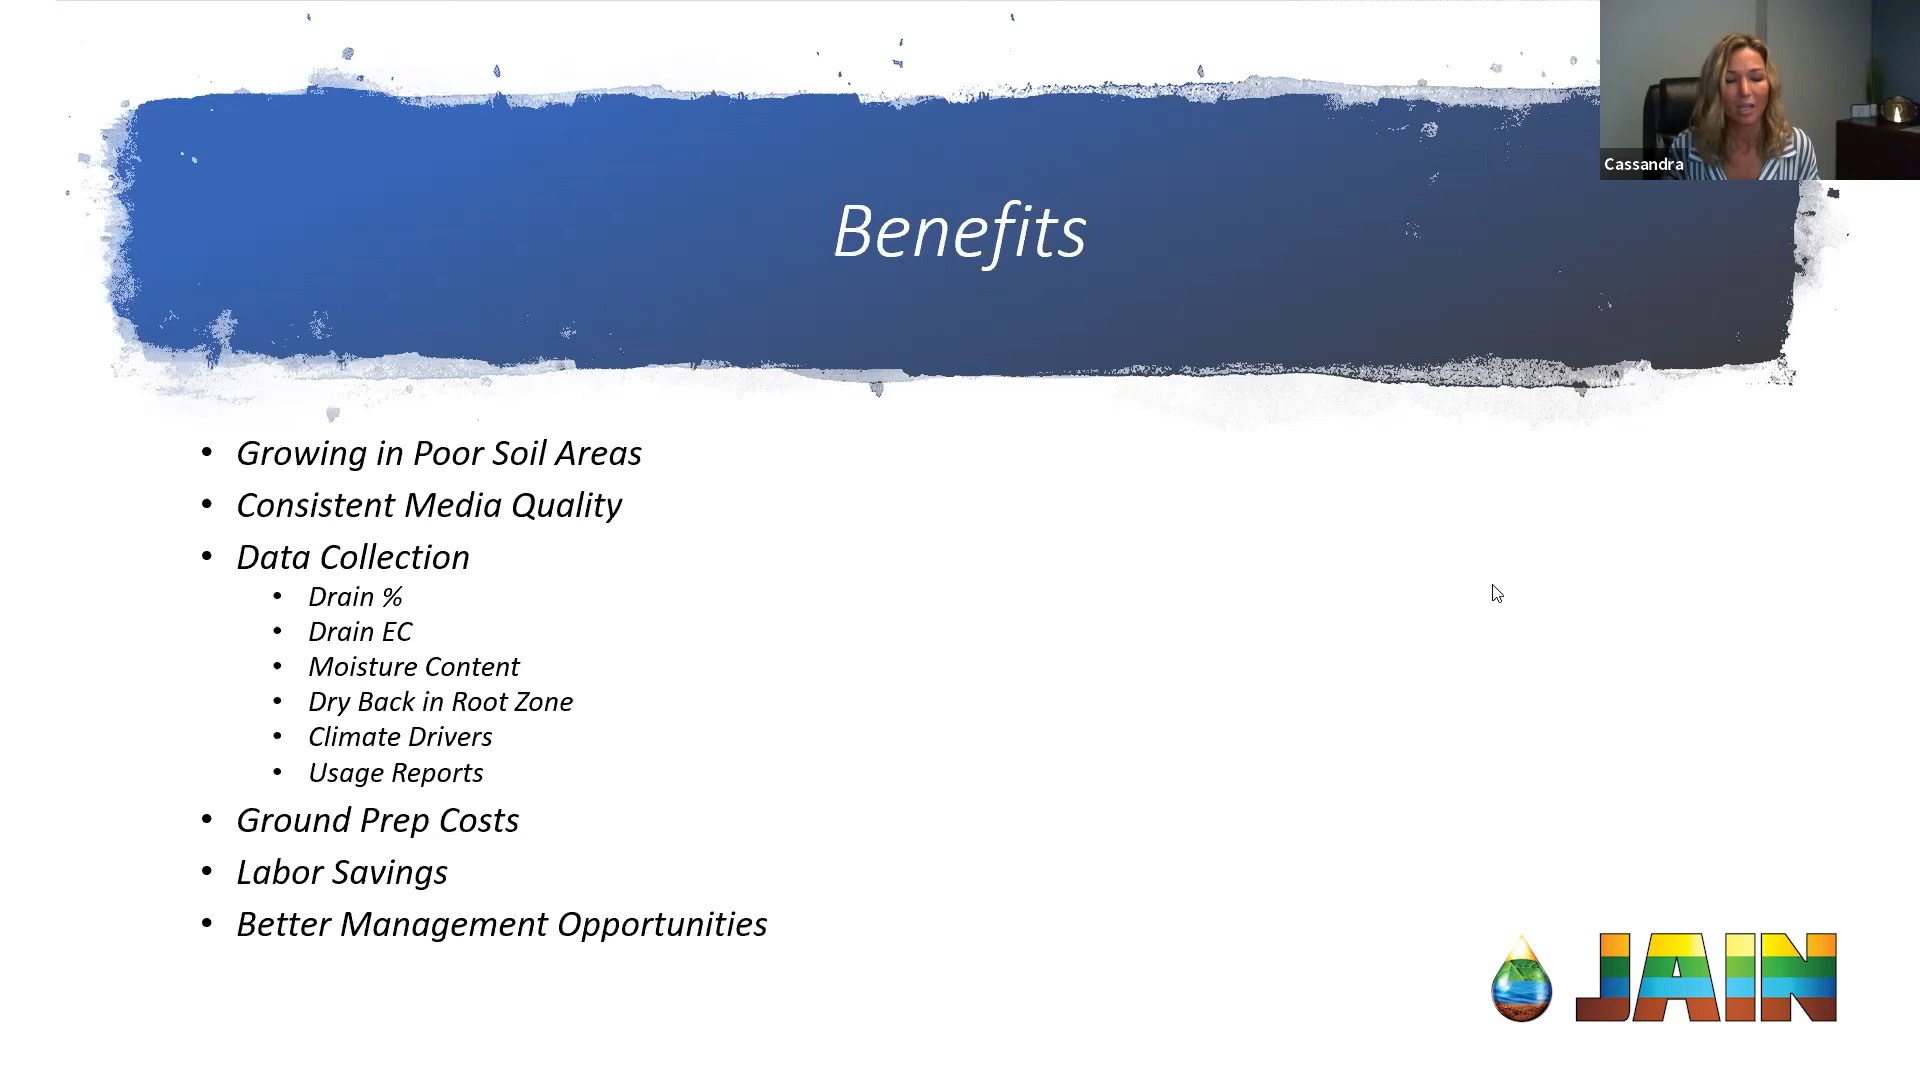 Cassandra
Benefits
• Growing in Poor Soil Areas
• Consistent Media Quality
• Data Collection
• Drain %
• Drain EC
• Moisture Content
• Dry Back in Root Zone
• Climate Drivers
• Usage Reports
• Ground Prep Costs
• Labor Savings
• Better Management Opportunities
JAIN